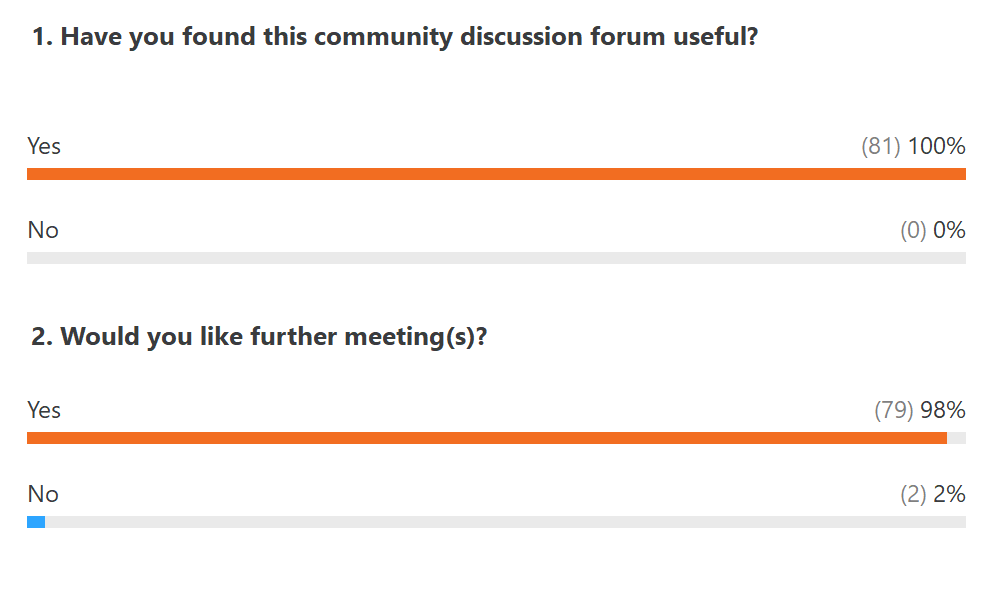 1. Have you found this community discussion forum useful?
Yes (81) 100%
No (0) 0%
2. Would you like further meeting(s)?
Yes (79) 98%
No (2) 2%